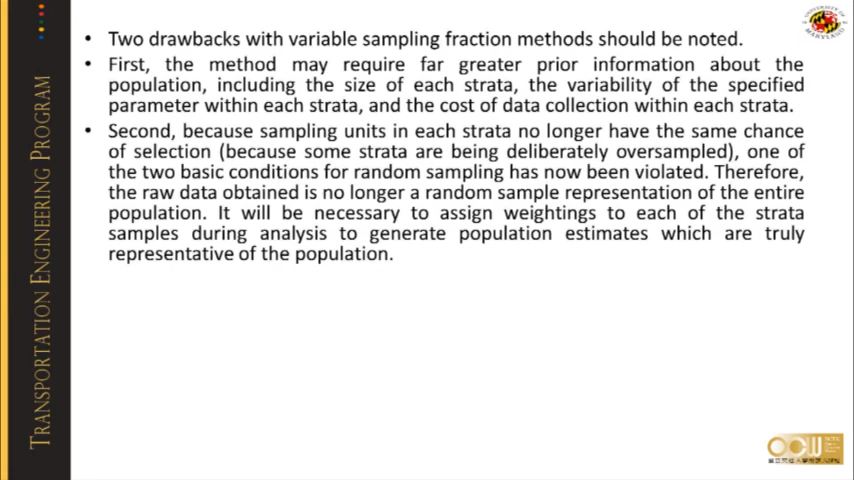 • Two drawbacks with variable sampling fraction methods should be noted.
• First, the method may require far greater prior information about the
population, including the size of each strata, the variability of the specified
parameter within each strata, and the cost of data collection within each strata.
• Second, because sampling units in each strata no longer have the same chance
of selection (because some strata are being deliberately oversampled), one of
the two basic conditions for random sampling has now been violated. Therefore,
the raw data obtained is no longer a random sample representation of the entire
population. It will be necessary to assign weightings to each of the strata
samples during analysis to generate population estimates which are truly
representative of the population.
TRANSPORTATION ENGINEERING PROGRAM
UNIVERSITY OF
MARYLAND
OCW